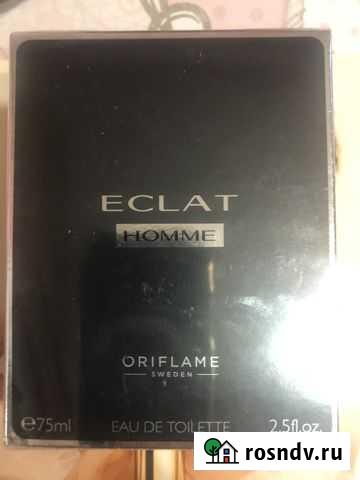 ECLAT
HOMME
ORIFLAME
SWEDEN
℮75ml EAU DE TOILETTE 2.5fl.oz.
rosndv.ru